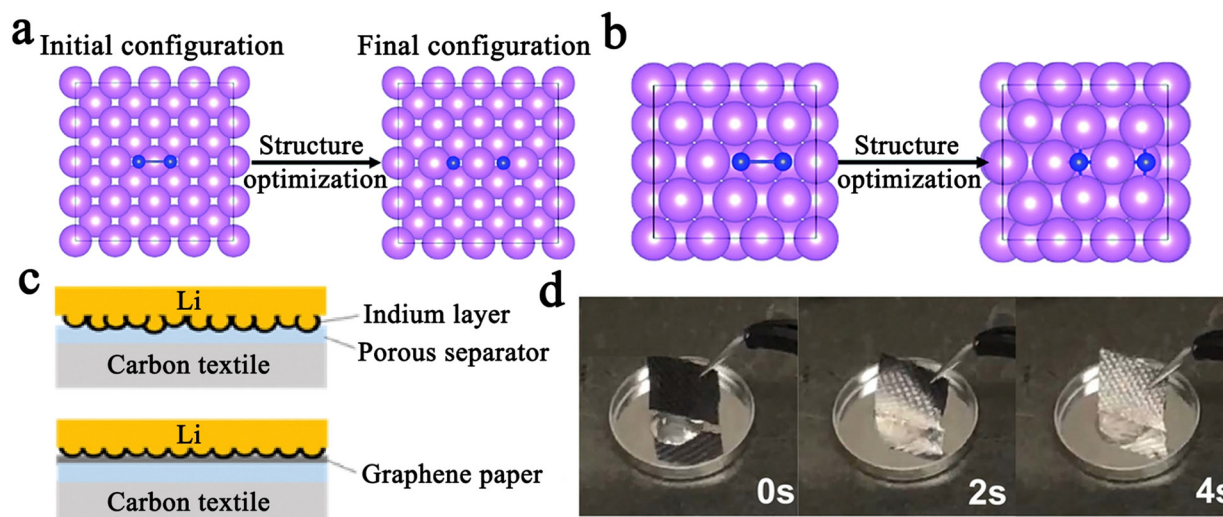 a
Initial configuration
Final configuration
Structure
optimization
b
Structure
optimization
c
Li
Indium layer
Porous separator
Carbon textile
Li
Graphene paper
Carbon textile
d
0s
2s
4s